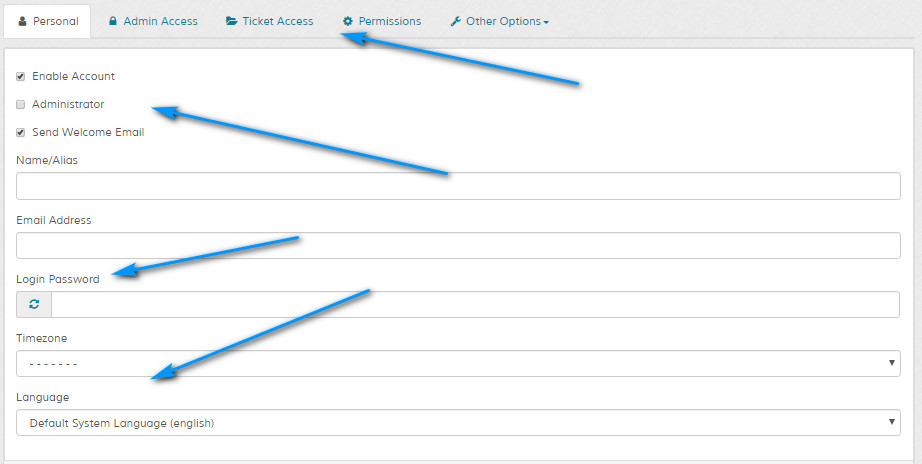 Personal Admin Access Ticket Access Permissions Other Options
Enable Account
Administrator
Send Welcome Email
Name/Alias
Email Address
Login Password
Timezone
- - - - - - -
Language
Default System Language (english)